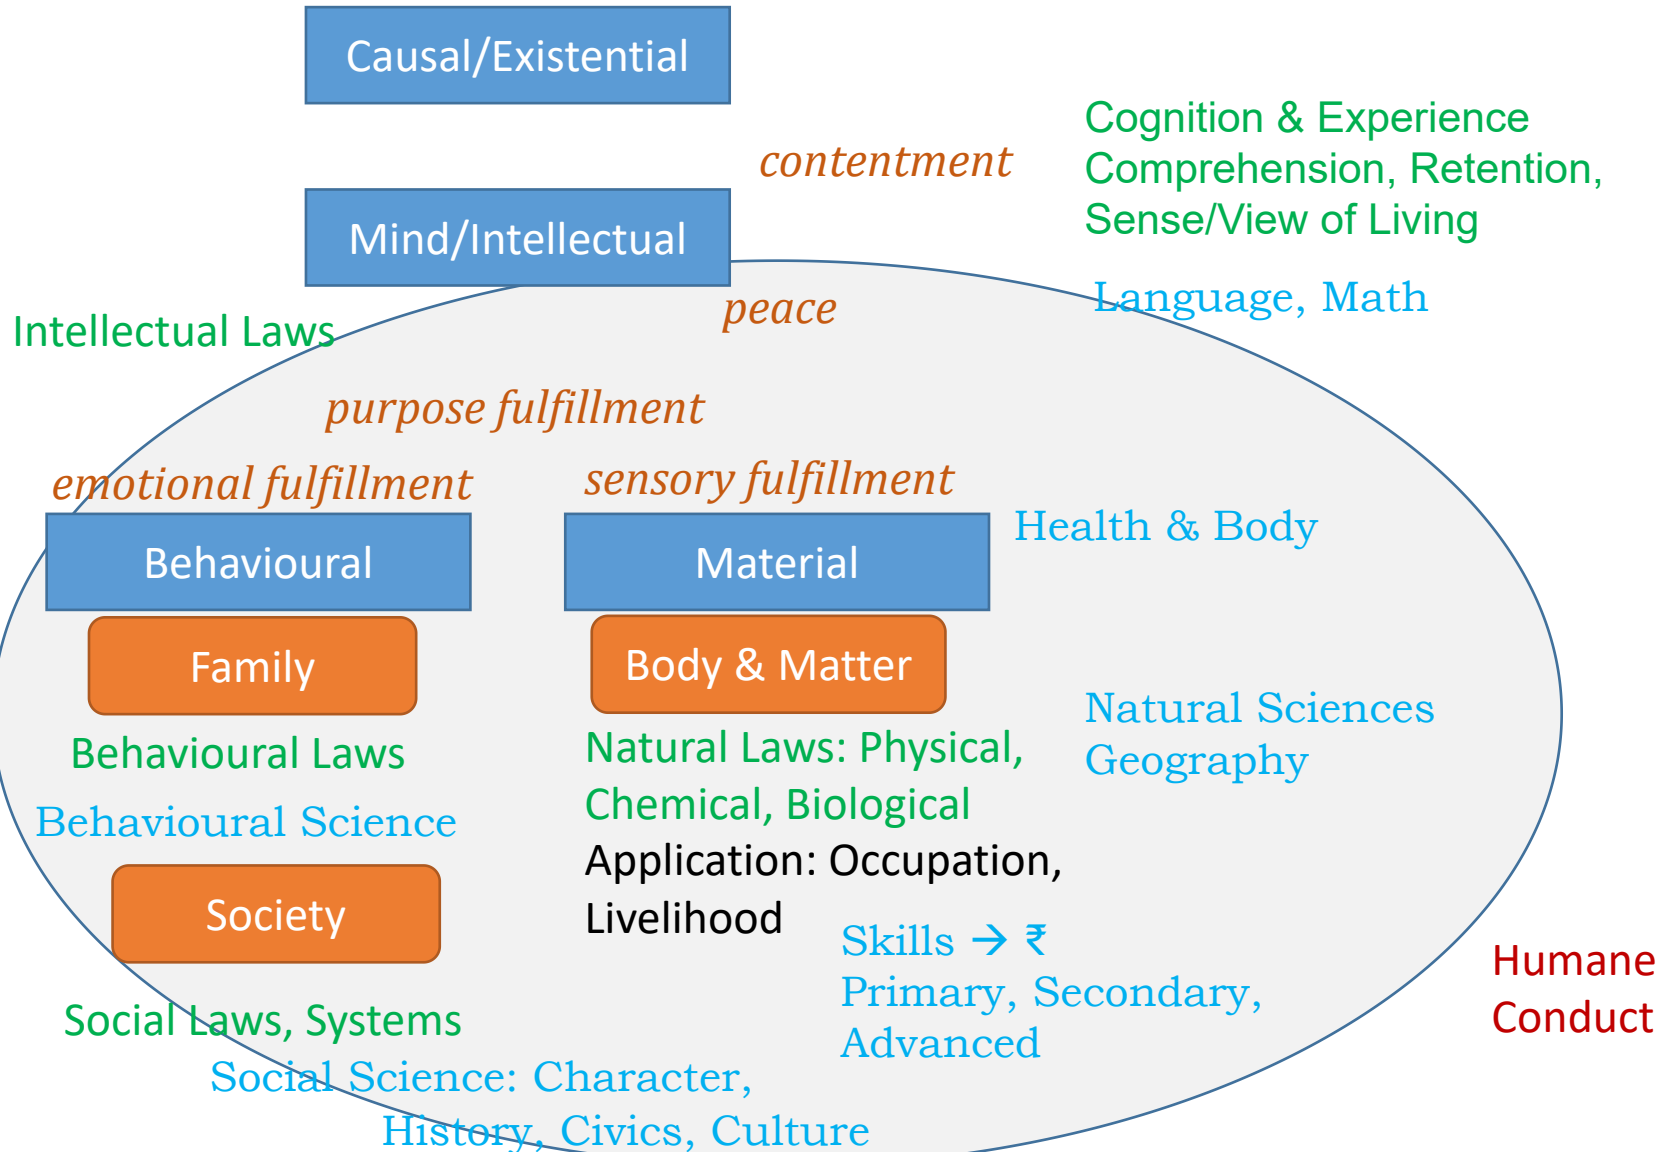 Causal/Existential
Cognition & Experience
Comprehension, Retention,
Sense/View of Living
contentment
Mind/Intellectual
Language, Math
peace
Intellectual Laws
purpose fulfillment
emotional fulfillment
sensory fulfillment
Behavioural
Material
Health & Body
Family
Body & Matter
Behavioural Laws
Natural Laws: Physical,
Chemical, Biological
Natural Sciences
Geography
Behavioural Science
Application: Occupation,
Livelihood
Society
Skills → ₹
Primary, Secondary,
Advanced
Humane
Conduct
Social Laws, Systems
Social Science: Character,
History, Civics, Culture